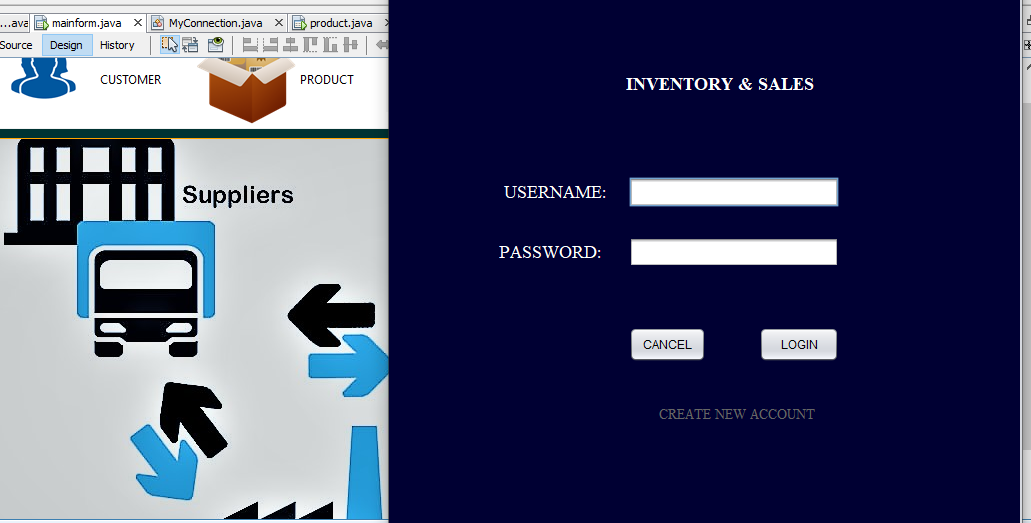 ...ava mainform.java MyConnection.java product.java
Source Design History
CUSTOMER PRODUCT
Suppliers
INVENTORY & SALES
USERNAME:
PASSWORD:
CANCEL LOGIN
CREATE NEW ACCOUNT